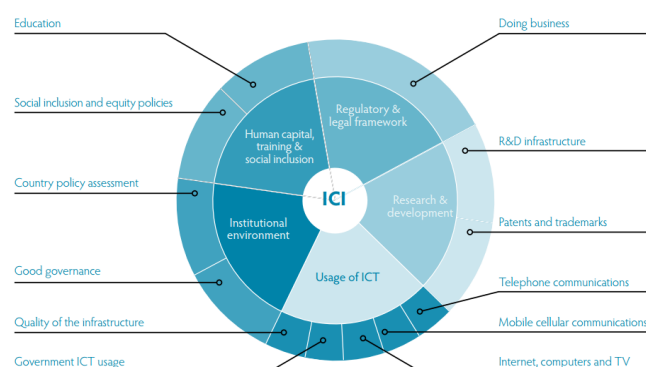 Education
Doing business
Social inclusion and equity policies
Regulatory &
legal framework
Human capital,
training &
social inclusion
R&D infrastructure
Country policy assessment
ICI
Research &
development
Institutional
environment
Patents and trademarks
Good governance
Usage of ICT
Telephone communications
Quality of the infrastructure
Mobile cellular communications
Government ICT usage
Internet, computers and TV